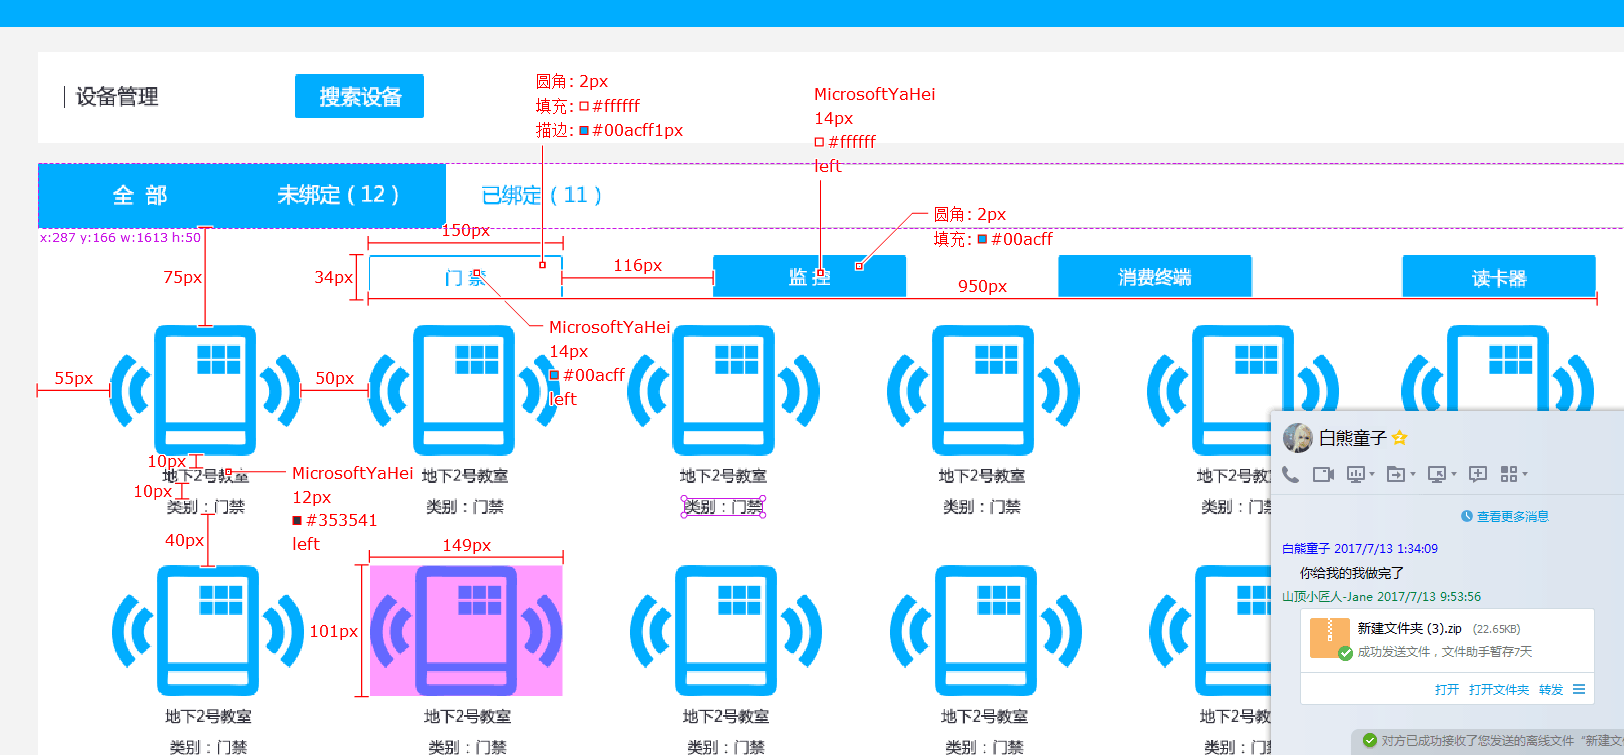 设备管理
搜索设备
圆角: 2px
填充: #ffffff
描边: #00acff1px
MicrosoftYaHei
14px
#ffffff
left
全 部
未绑定 ( 12 )
已绑定 ( 11 )
x:287 y:166 w:1613 h:50
圆角: 2px
填充: #00acff
150px
75px
34px
116px
950px
门 禁
监 控
消费终端
读卡器
MicrosoftYaHei
14px
#00acff
left
55px
50px
10px
地下2号教室
地下2号教室
地下2号教室
地下2号教室
地下2号教
10px
类别 : 门禁
类别 : 门禁
类别 : 门禁
类别 : 门禁
类别 : 门
MicrosoftYaHei
12px
#353541
left
40px
149px
101px
地下2号教室
地下2号教室
地下2号教室
地下2号教室
地下2号教
类别 : 门禁
类别 : 门禁
类别 : 门禁
类别 : 门禁
类别 : 门
白熊童子
查看更多消息
白熊童子 2017/7/13 1:34:09
你给我的我做完了
山顶小匠人-Jane 2017/7/13 9:53:56
新建文件夹 (3).zip (22.65KB)
成功发送文件，文件助手暂存7天
打开 打开文件夹 转发
对方已成功接收了您发送的离线文件 “新建文